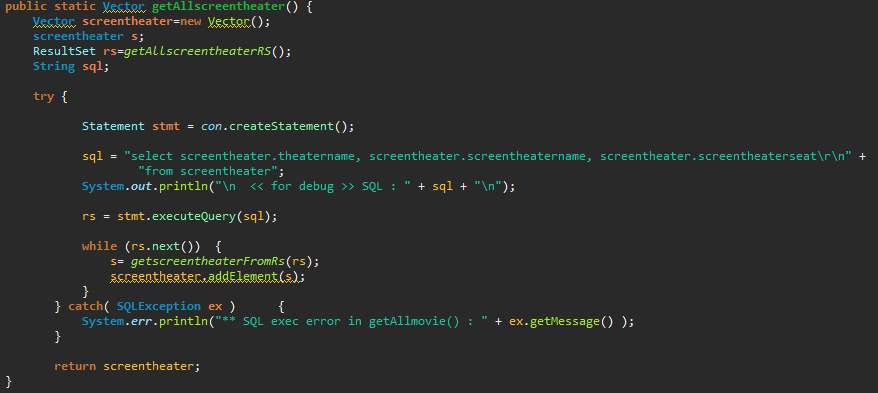 public static Vector getAllscreentheater() {
    Vector screentheater=new Vector();
    screentheater s;
    ResultSet rs=getAllscreentheaterRS();
    String sql;
    try {
           Statement stmt = con.createStatement();
           sql = "select screentheater.theatername, screentheater.screentheatername, screentheater.screentheaterseat\r\n" +
                   "from screentheater";
           System.out.println("\n  << for debug >> SQL : " + sql + "\n");
           rs = stmt.executeQuery(sql);
           while (rs.next())  {
               s= getscreentheaterFromRs(rs);
               screentheater.addElement(s);
           }
       } catch( SQLException ex )      {
           System.err.println("** SQL exec error in getAllmovie() : " + ex.getMessage() );
       }
       return screentheater;
}